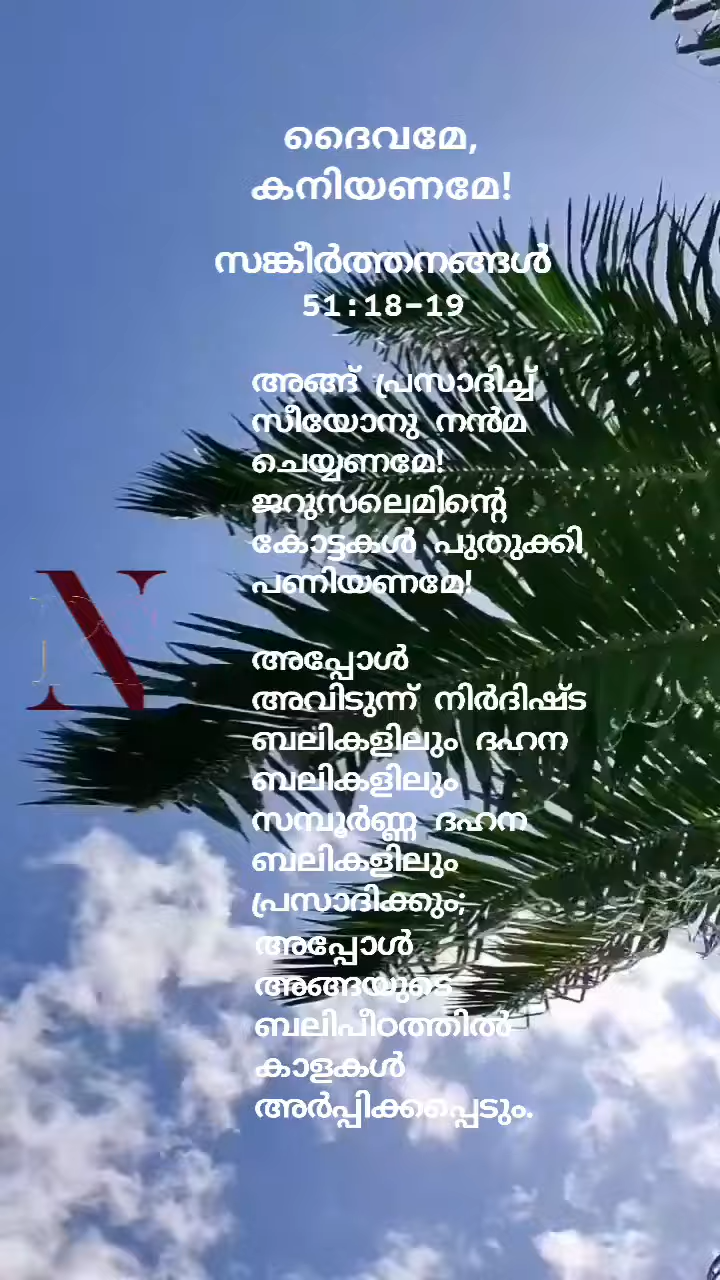 ദൈവമേ,
കനിയണമേ!
സങ്കീർത്തനങ്ങൾ
51:18-19
അങ്ങ് പ്രസാദിച്ച്
സീയോനു നൻമ
ചെയ്യണമേ!
ജറുസലെമിന്റെ
കോട്ടകൾ പുതുക്കി
പണിയണമേ!
അപ്പോൾ
അവിടുന്ന് നിർദിഷ്ട
ബലികളിലും ദഹന
ബലികളിലും
സമ്പൂർണ്ണ ദഹന
ബലികളിലും
പ്രസാദിക്കും;
അപ്പോൾ
അങ്ങയുടെ
ബലിപീഠത്തിൽ
കാളകൾ
അർപ്പിക്കപ്പെടും.
N